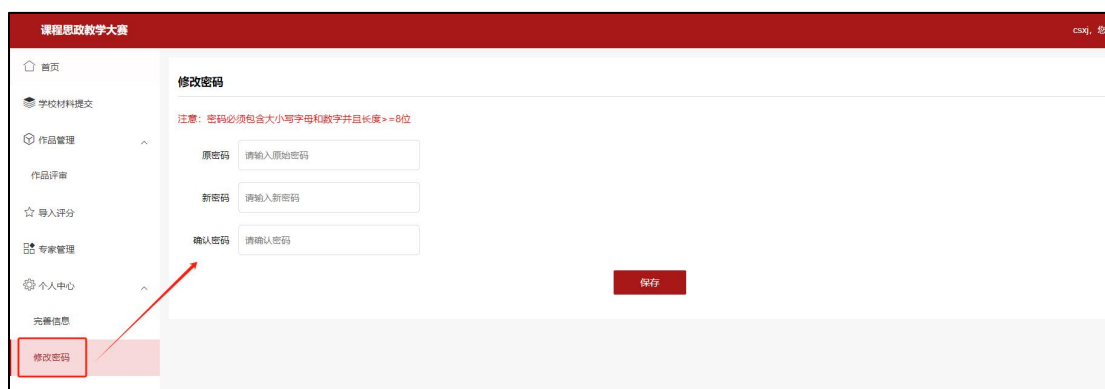 课程思政教学大赛
csxj，您
首页
学校材料提交
作品管理
作品评审
导入评分
专家管理
个人中心
完善信息
修改密码
修改密码
注意：密码必须包含大小写字母和数字并且长度>=8位
原密码 请输入原始密码
新密码 请输入新密码
确认密码 请确认密码
保存